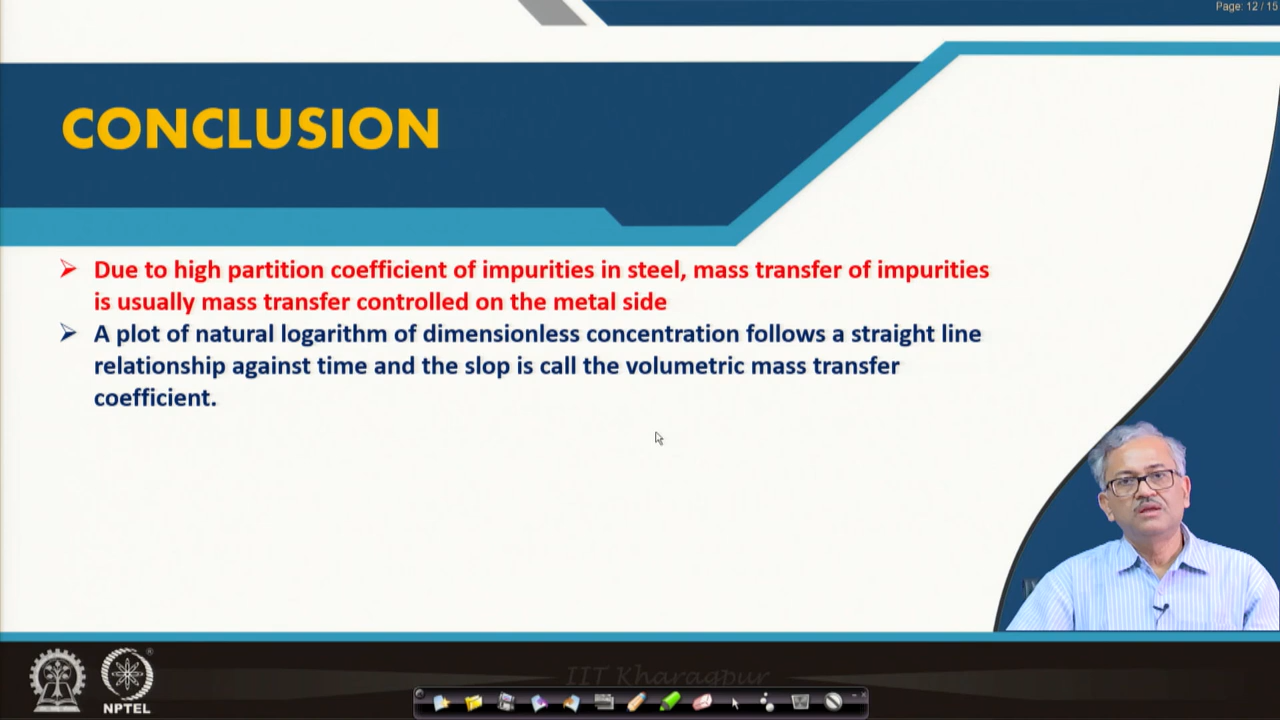 Page: 12 / 15
CONCLUSION
➢ Due to high partition coefficient of impurities in steel, mass transfer of impurities
is usually mass transfer controlled on the metal side
➢ A plot of natural logarithm of dimensionless concentration follows a straight line
relationship against time and the slop is call the volumetric mass transfer
coefficient.
IIT Kharagpur
NPTEL